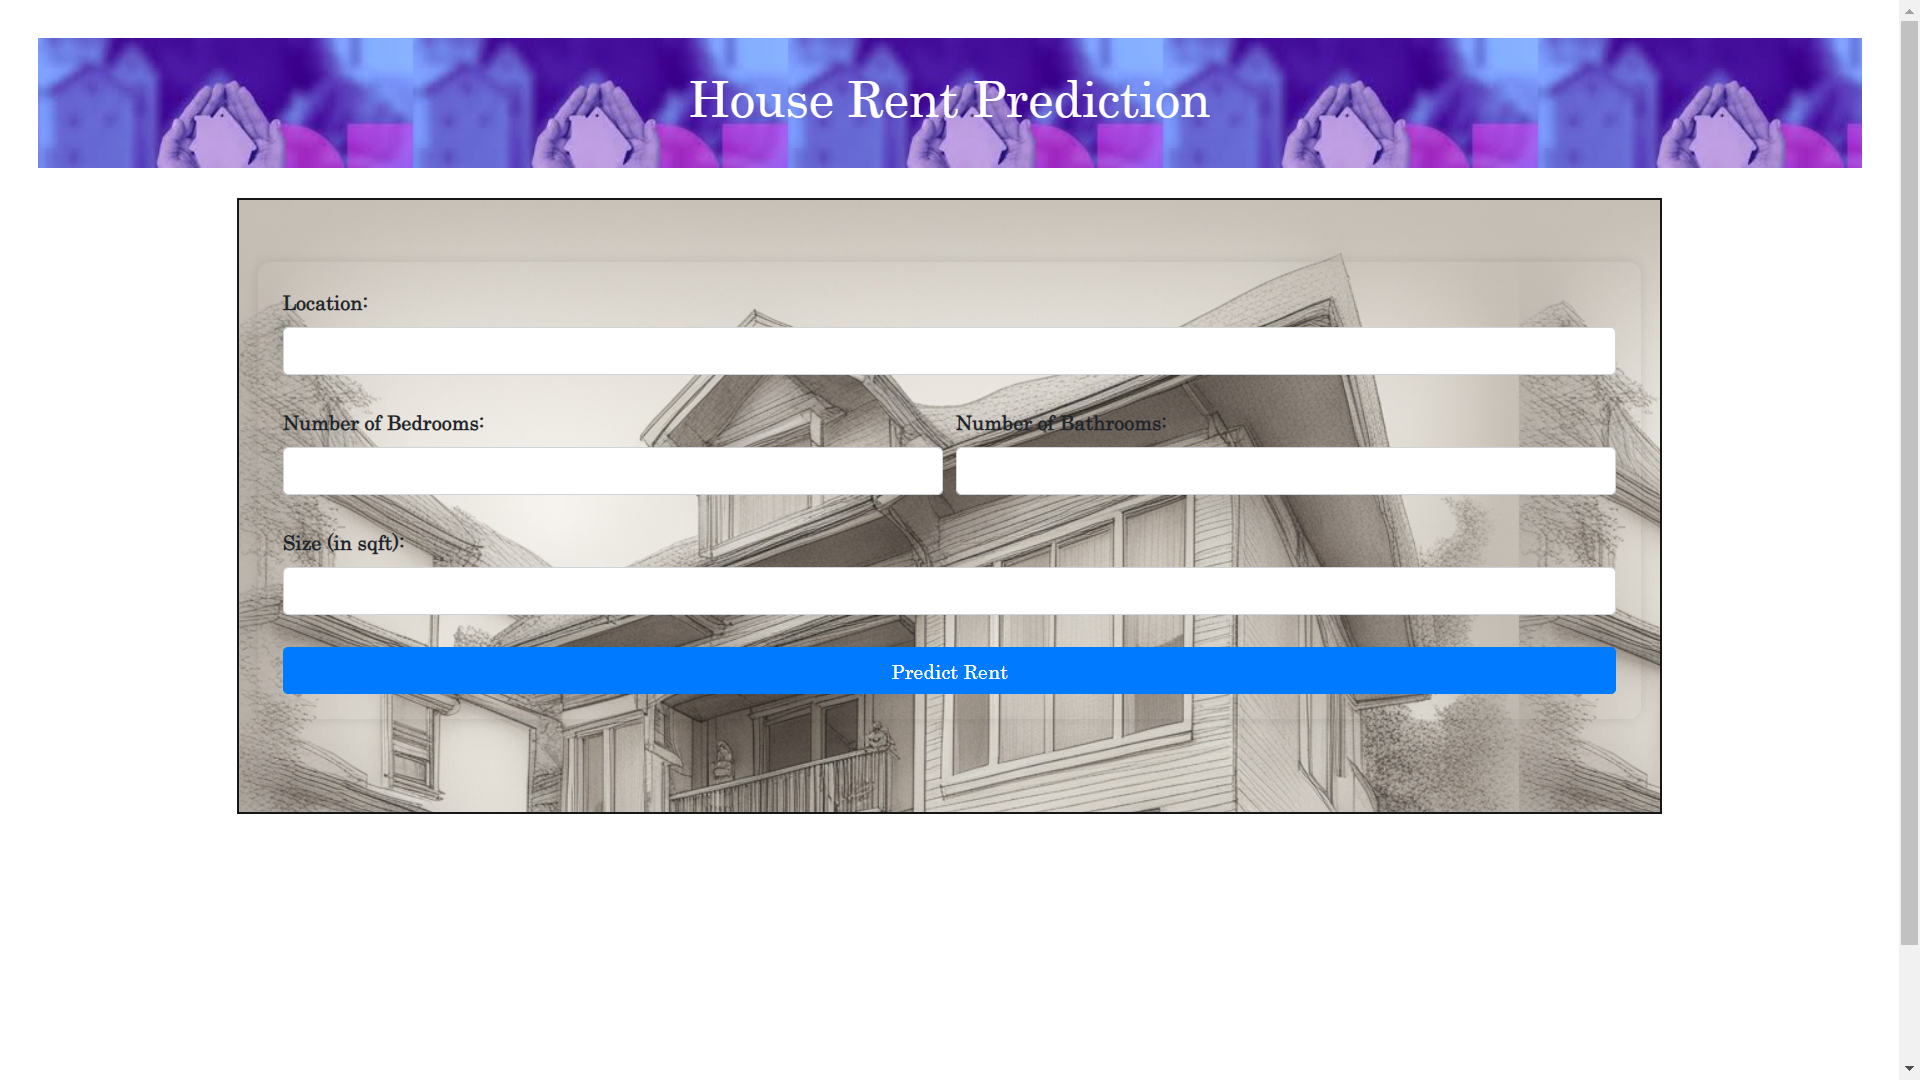 House Rent Prediction
Location:
Number of Bedrooms:
Number of Bathrooms:
Size (in sqft):
Predict Rent